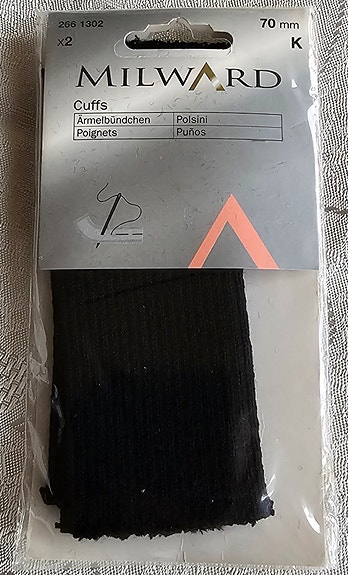 266 1302 70 mm
x2 K
MILWARD
Cuffs
Ärmelbündchen Polsini
Poignets Puños